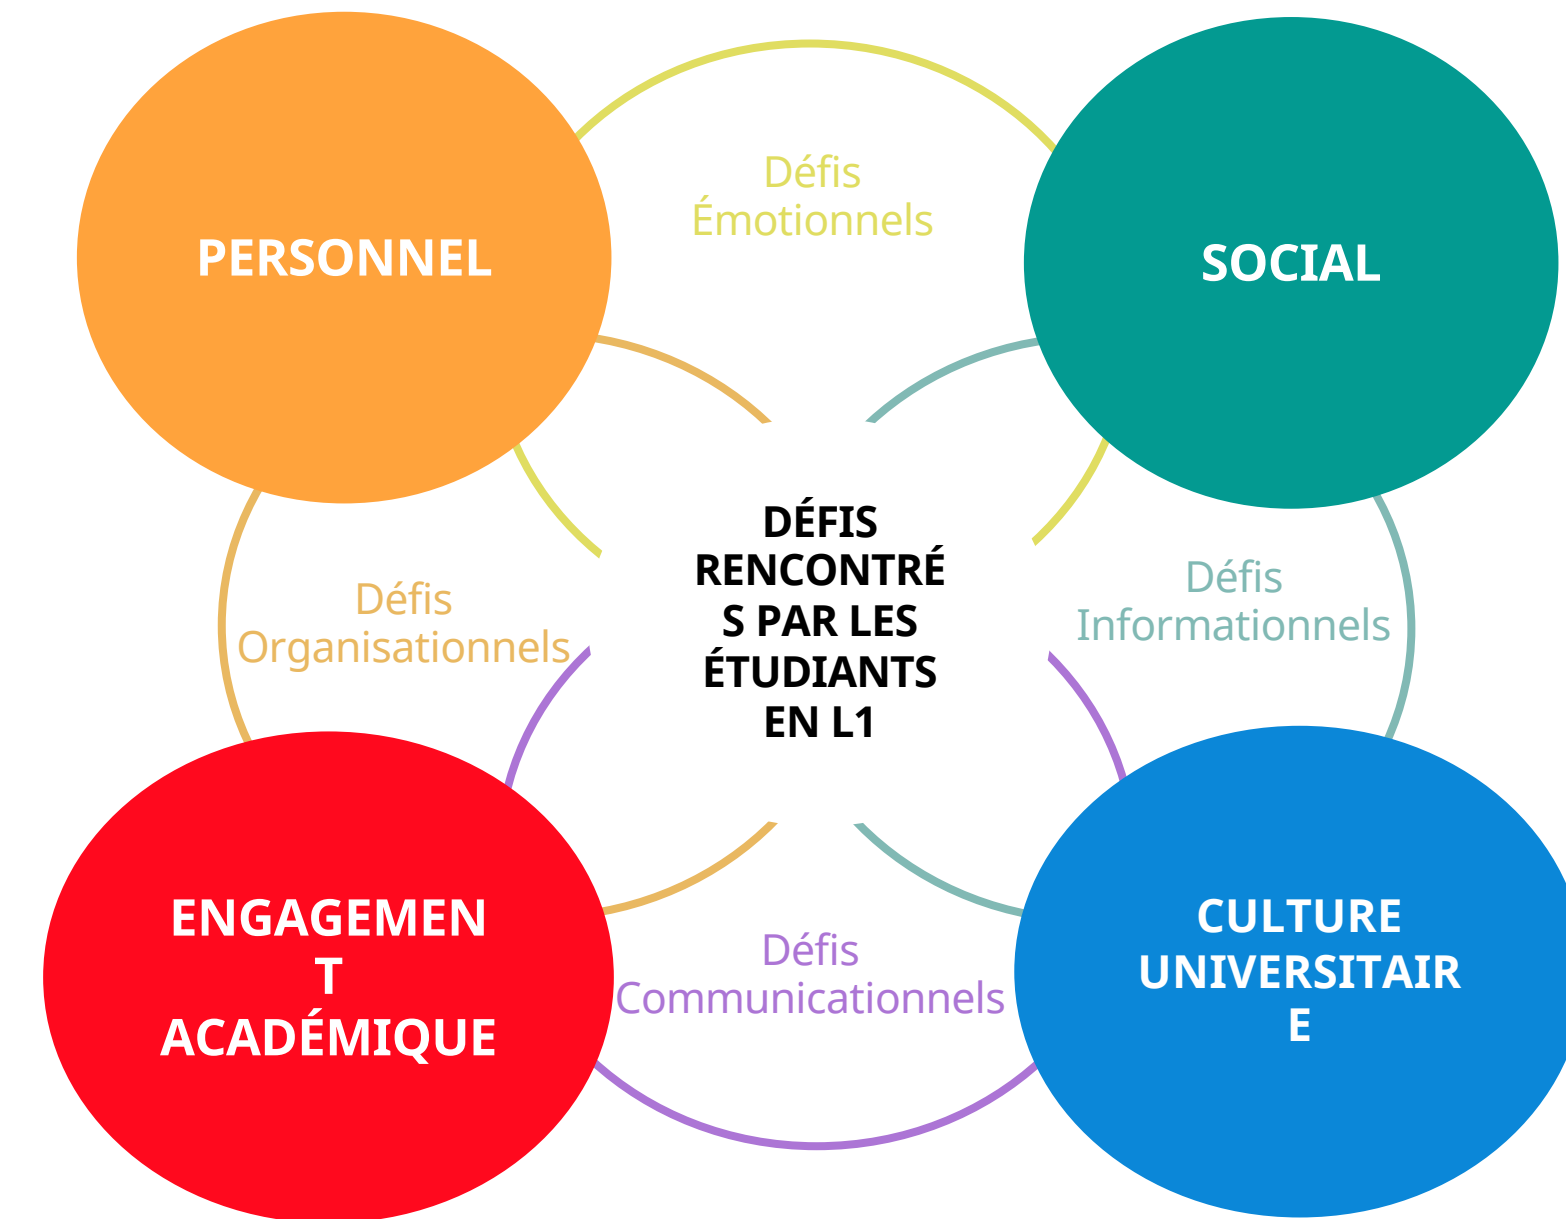 Défis
Émotionnels
PERSONNEL
SOCIAL
DÉFIS
RENCONTRÉ
S PAR LES
ÉTUDIANTS
EN L1
Défis
Organisationnels
Défis
Informationnels
ENGAGEMEN
T
ACADÉMIQUE
Défis
Communicationnels
CULTURE
UNIVERSITAIR
E